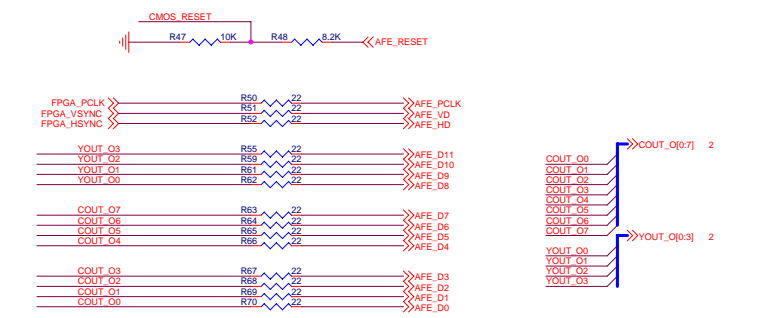 CMOS_RESET
R47 10K R48 8.2K AFE_RESET
FPGA_PCLK R50 22 AFE_PCLK
FPGA_VSYNC R51 22 AFE_VD
FPGA_HSYNC R52 22 AFE_HD
YOUT_O3 R55 22 AFE_D11
YOUT_O2 R59 22 AFE_D10
YOUT_O1 R61 22 AFE_D9
YOUT_O0 R62 22 AFE_D8
COUT_O7 R63 22 AFE_D7
COUT_O6 R64 22 AFE_D6
COUT_O5 R65 22 AFE_D5
COUT_O4 R66 22 AFE_D4
COUT_O3 R67 22 AFE_D3
COUT_O2 R68 22 AFE_D2
COUT_O1 R69 22 AFE_D1
COUT_O0 R70 22 AFE_D0
COUT_O[0:7] 2
COUT_O0
COUT_O1
COUT_O2
COUT_O3
COUT_O4
COUT_O5
COUT_O6
COUT_O7
YOUT_O[0:3] 2
YOUT_O0
YOUT_O1
YOUT_O2
YOUT_O3